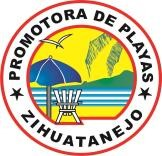 PROMOTORA DE PLAYAS
ZIHUATANEJO